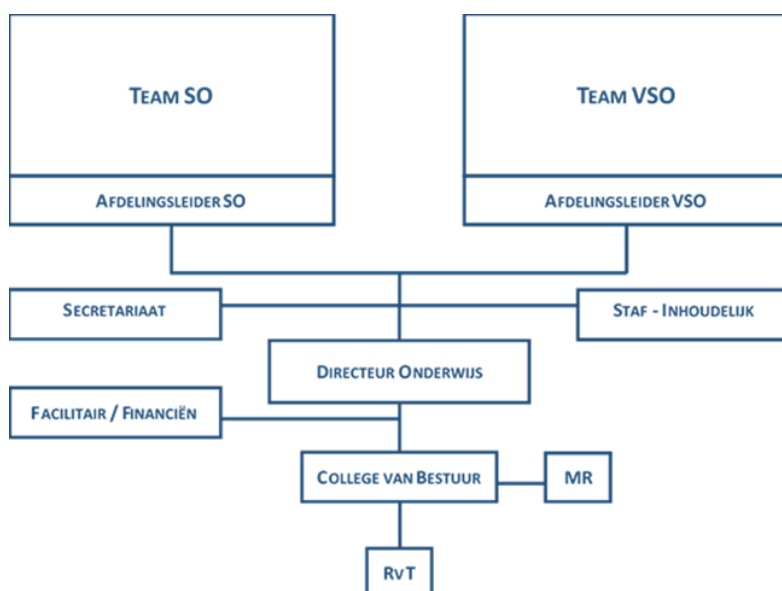 TEAM SO
TEAM VSO
AFDELINGSLEIDER SO
AFDELINGSLEIDER VSO
SECRETARIAAT
STAF - INHOUDELIJK
DIRECTEUR ONDERWIJS
FACILITAIR / FINANCIËN
COLLEGE VAN BESTUUR
MR
RVT